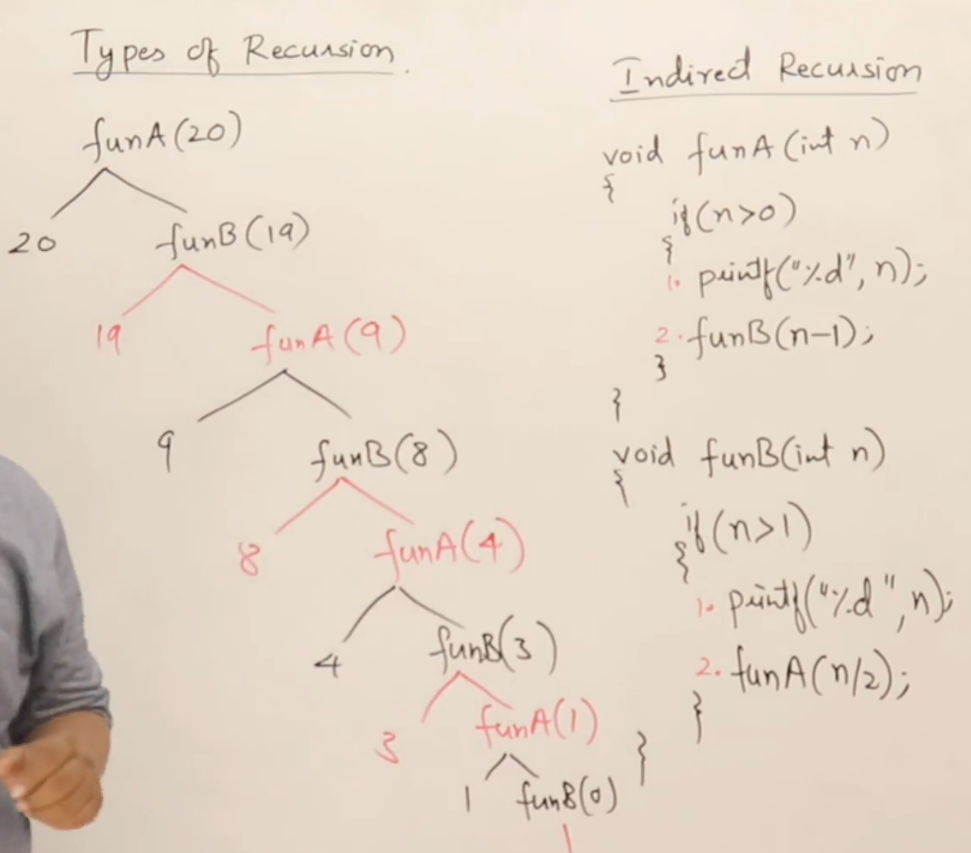 Types of Recursion.
funA(20)
20 funB(19)
19 funA(9)
9 funB(8)
8 funA(4)
4 funB(3)
3 funA(1)
1 funB(0)
Indirect Recursion
void funA(int n)
{
if(n>0)
{
1. printf("%d", n);
2. funB(n-1);
}
}
void funB(int n)
{
if(n>1)
{
1. printf("%d", n);
2. funA(n/2);
}
}